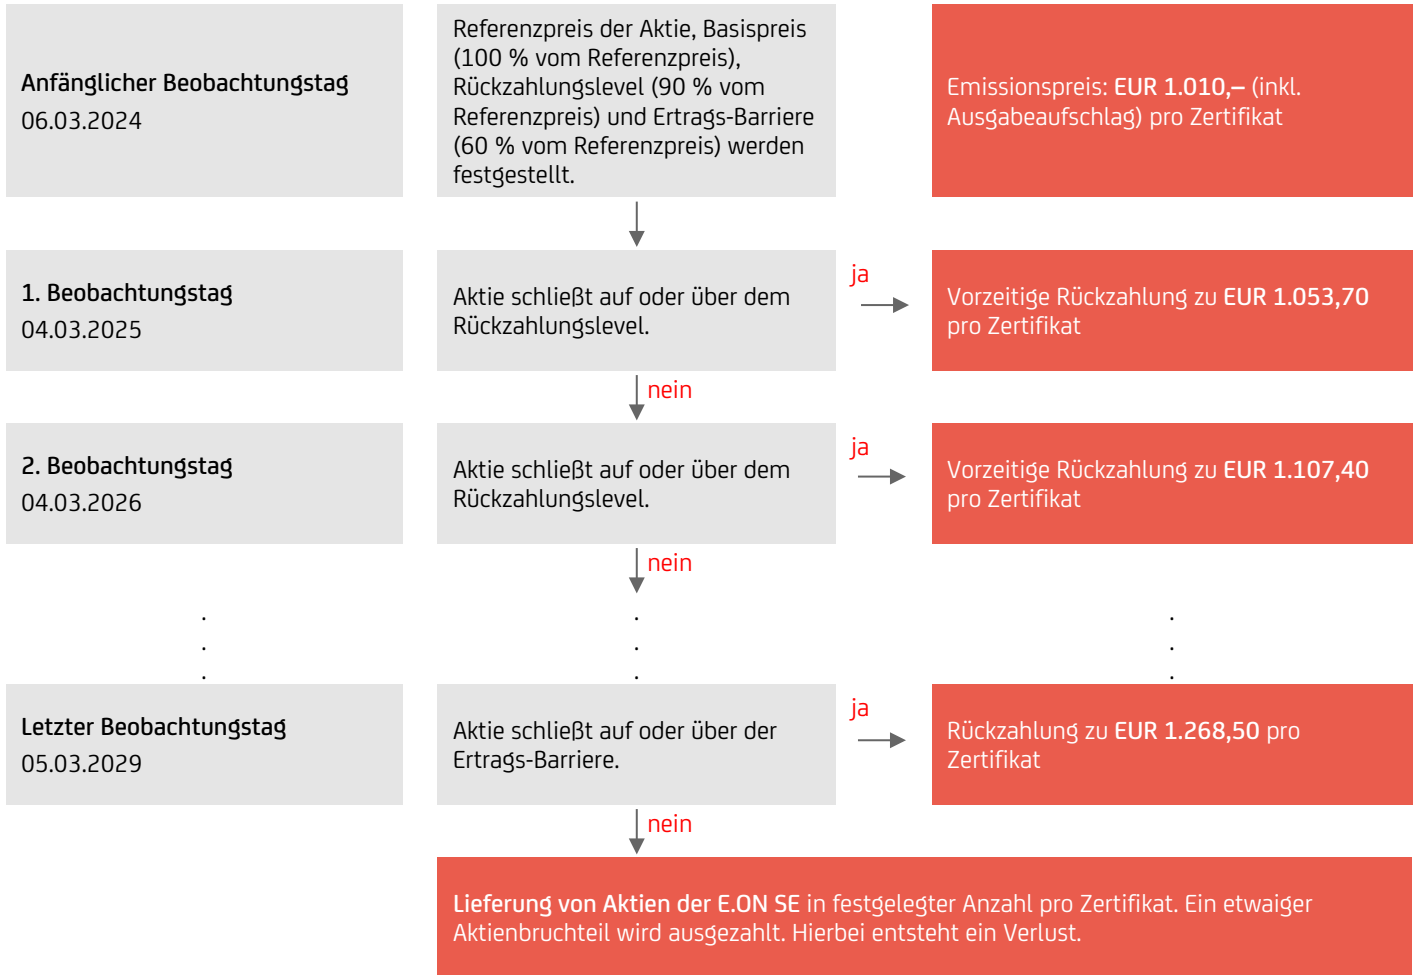 Anfänglicher Beobachtungstag
06.03.2024
Referenzpreis der Aktie, Basispreis
(100 % vom Referenzpreis),
Rückzahlungslevel (90 % vom
Referenzpreis) und Ertrags-Barriere
(60 % vom Referenzpreis) werden
festgestellt.
Emissionspreis: EUR 1.010,– (inkl.
Ausgabeaufschlag) pro Zertifikat
1. Beobachtungstag
04.03.2025
Aktie schließt auf oder über dem
Rückzahlungslevel.
ja
Vorzeitige Rückzahlung zu EUR 1.053,70
pro Zertifikat
nein
2. Beobachtungstag
04.03.2026
Aktie schließt auf oder über dem
Rückzahlungslevel.
ja
Vorzeitige Rückzahlung zu EUR 1.107,40
pro Zertifikat
nein
Letzter Beobachtungstag
05.03.2029
Aktie schließt auf oder über der
Ertrags-Barriere.
ja
Rückzahlung zu EUR 1.268,50 pro
Zertifikat
nein
Lieferung von Aktien der E.ON SE in festgelegter Anzahl pro Zertifikat. Ein etwaiger
Aktienbruchteil wird ausgezahlt. Hierbei entsteht ein Verlust.